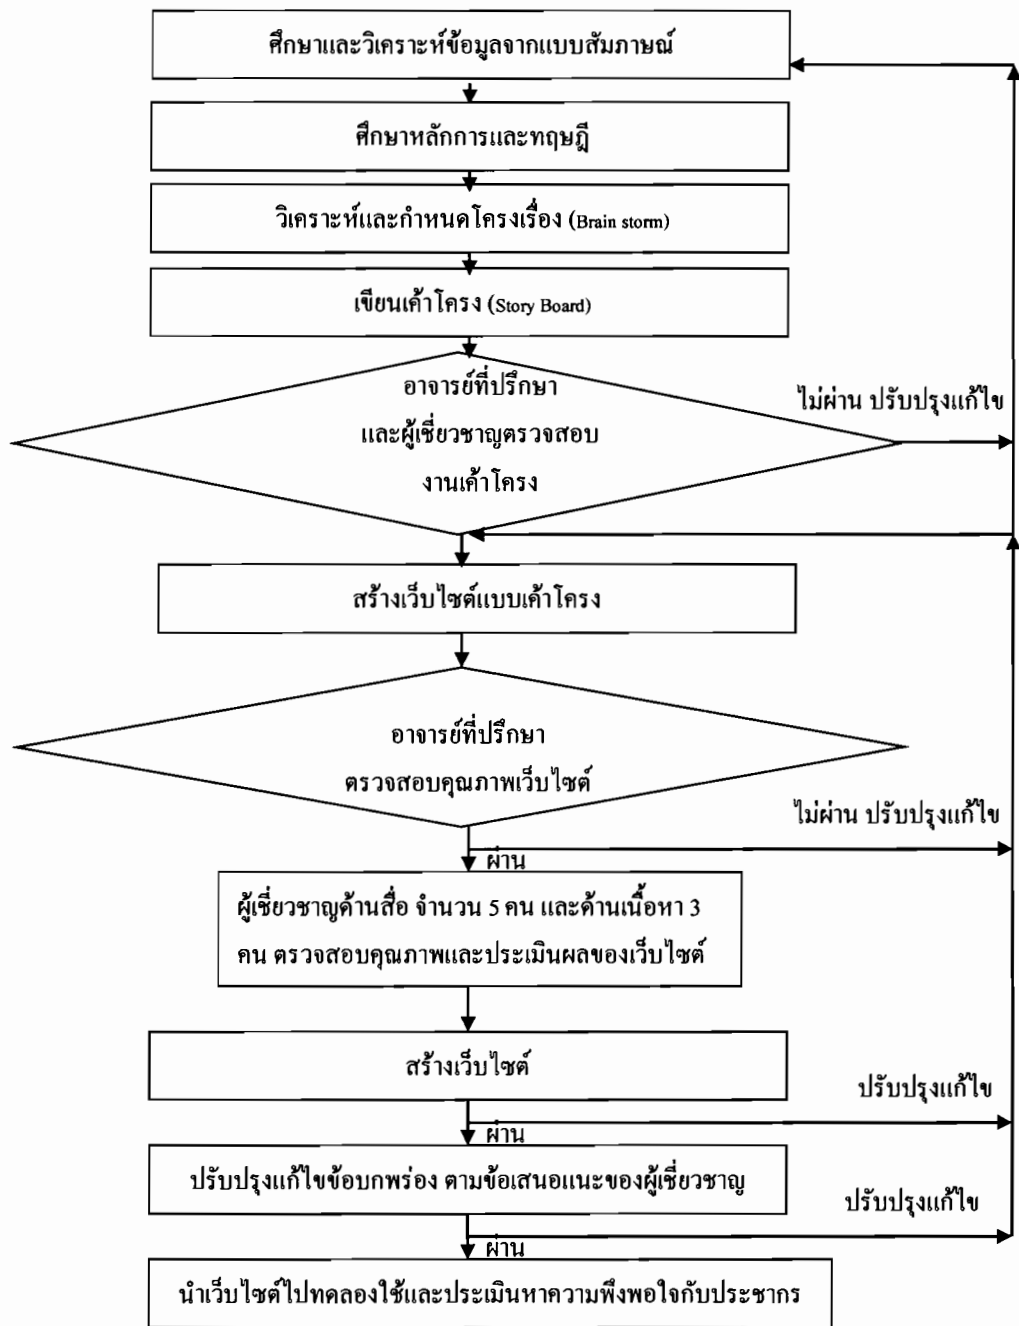 ศึกษาและวิเคราะห์ข้อมูลจากแบบสัมภาษณ์
ศึกษาหลักการและทฤษฎี
วิเคราะห์และกำหนดโครงเรื่อง (Brain storm)
เขียนเค้าโครง (Story Board)
อาจารย์ที่ปรึกษา
และผู้เชี่ยวชาญตรวจสอบ
งานเค้าโครง
ไม่ผ่าน ปรับปรุงแก้ไข
สร้างเว็บไซต์แบบเค้าโครง
อาจารย์ที่ปรึกษา
ตรวจสอบคุณภาพเว็บไซต์
ไม่ผ่าน ปรับปรุงแก้ไข
ผ่าน
ผู้เชี่ยวชาญด้านสื่อ จำนวน 5 คน และด้านเนื้อหา 3
คน ตรวจสอบคุณภาพและประเมินผลของเว็บไซต์
สร้างเว็บไซต์
ปรับปรุงแก้ไข
ผ่าน
ปรับปรุงแก้ไขข้อบกพร่อง ตามข้อเสนอแนะของผู้เชี่ยวชาญ
ปรับปรุงแก้ไข
ผ่าน
นำเว็บไซต์ไปทดลองใช้และประเมินหาความพึงพอใจกับประชากร